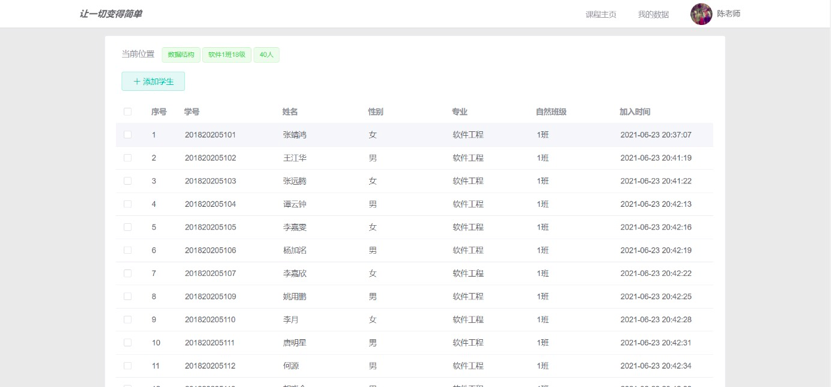 让一切变得简单 课程主页 我的数据 陈老师
当前位置 数据结构 软件1班18级 40人
+ 添加学生
序号 学号 姓名 性别 专业 自然班级 加入时间
1 201820205101 张婧鸿 女 软件工程 1班 2021-06-23 20:37:07
2 201820205102 王江华 男 软件工程 1班 2021-06-23 20:41:19
3 201820205103 张远腾 女 软件工程 1班 2021-06-23 20:41:22
4 201820205104 谭云钟 男 软件工程 1班 2021-06-23 20:42:13
5 201820205105 李嘉雯 女 软件工程 1班 2021-06-23 20:42:16
6 201820205106 男 软件工程 1班 2021-06-23 20:42:19
7 201820205107 李嘉欣 女 软件工程 1班 2021-06-23 20:42:22
8 201820205109 姚用鹏 男 软件工程 1班 2021-06-23 20:42:25
9 201820205110 李月 女 软件工程 1班 2021-06-23 20:42:28
10 201820205111 唐明星 男 软件工程 1班 2021-06-23 20:42:31
11 201820205112 何源 男 软件工程 1班 2021-06-23 20:42:34